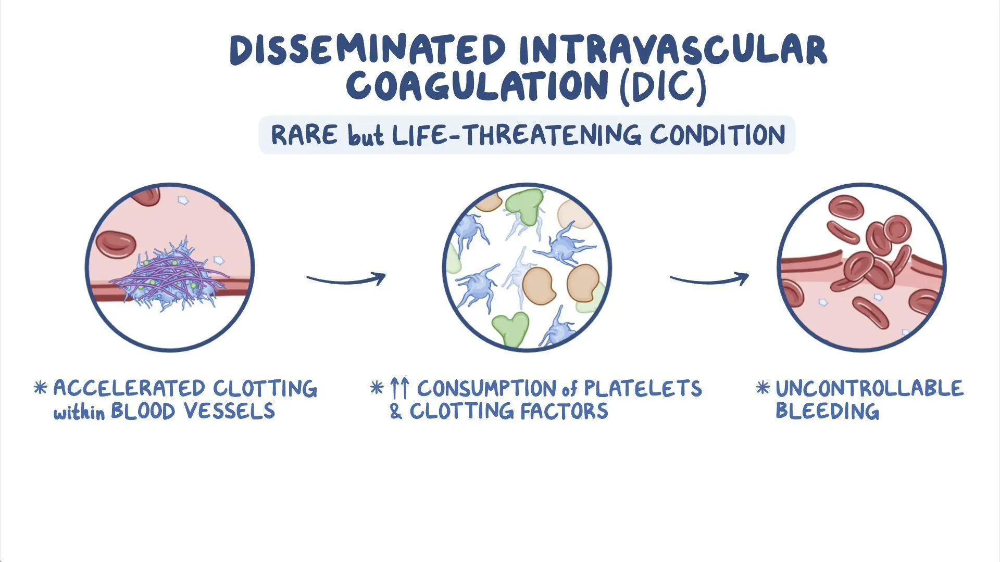 DISSEMINATED INTRAVASCULAR
COAGULATION (DIC)
RARE but LIFE-THREATENING CONDITION
* ACCELERATED CLOTTING
within BLOOD VESSELS
* ↑↑ CONSUMPTION of PLATELETS
& CLOTTING FACTORS
* UNCONTROLLABLE
BLEEDING